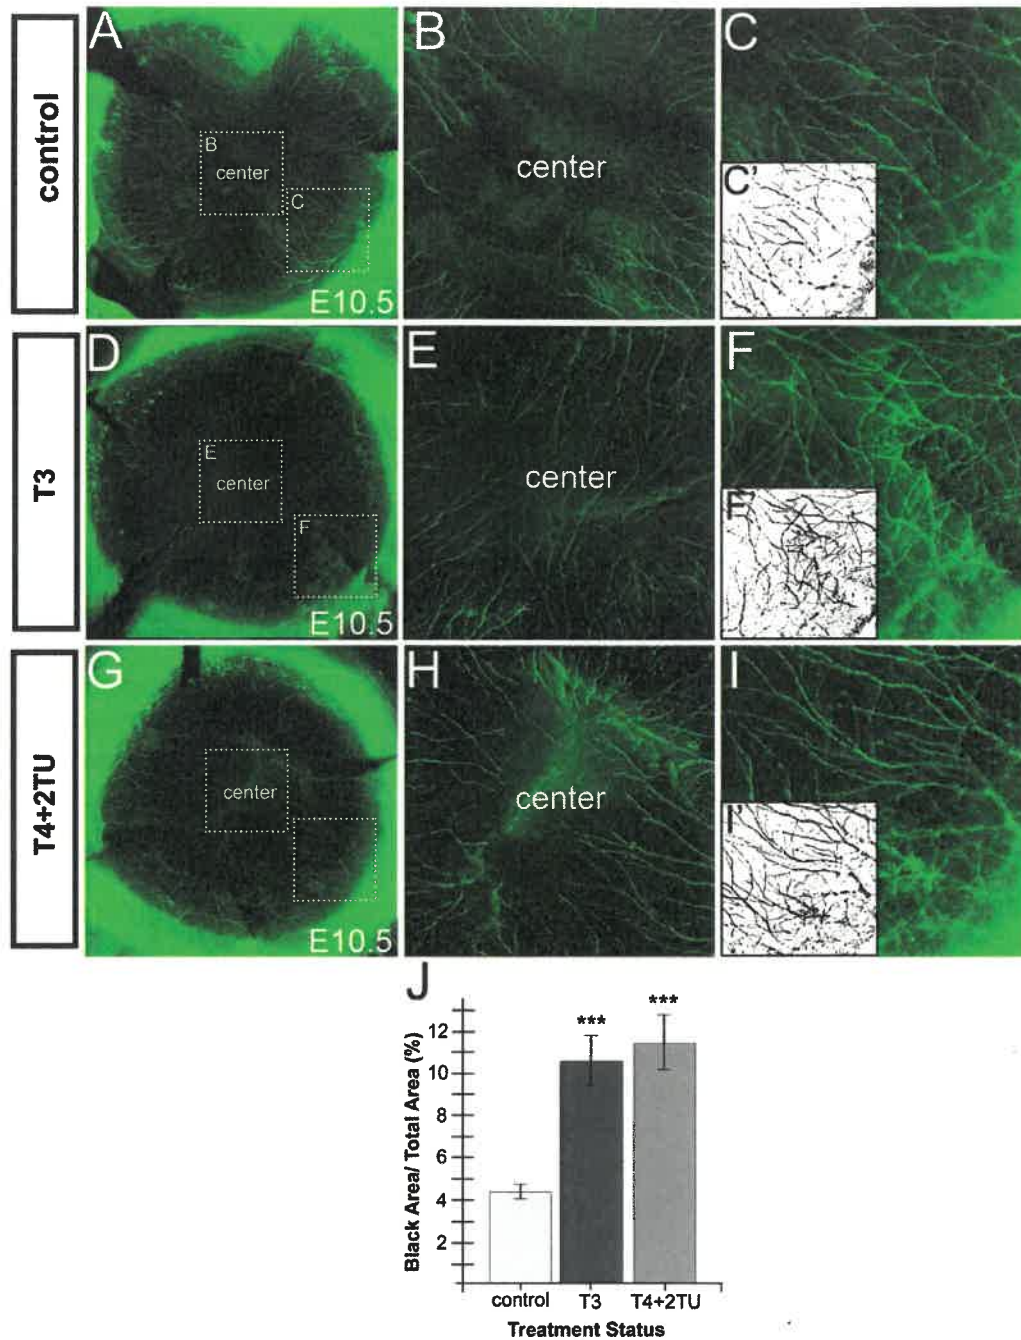 control
A
B
center
C
E10.5
B
center
C
C'
T3
D
E
center
F
E10.5
E
center
F
F'
T4+2TU
G
center
E10.5
H
center
I
I'
J
Black Area/ Total Area (%)
12
10
8
6
4
2
***
***
control T3 T4+2TU
Treatment Status